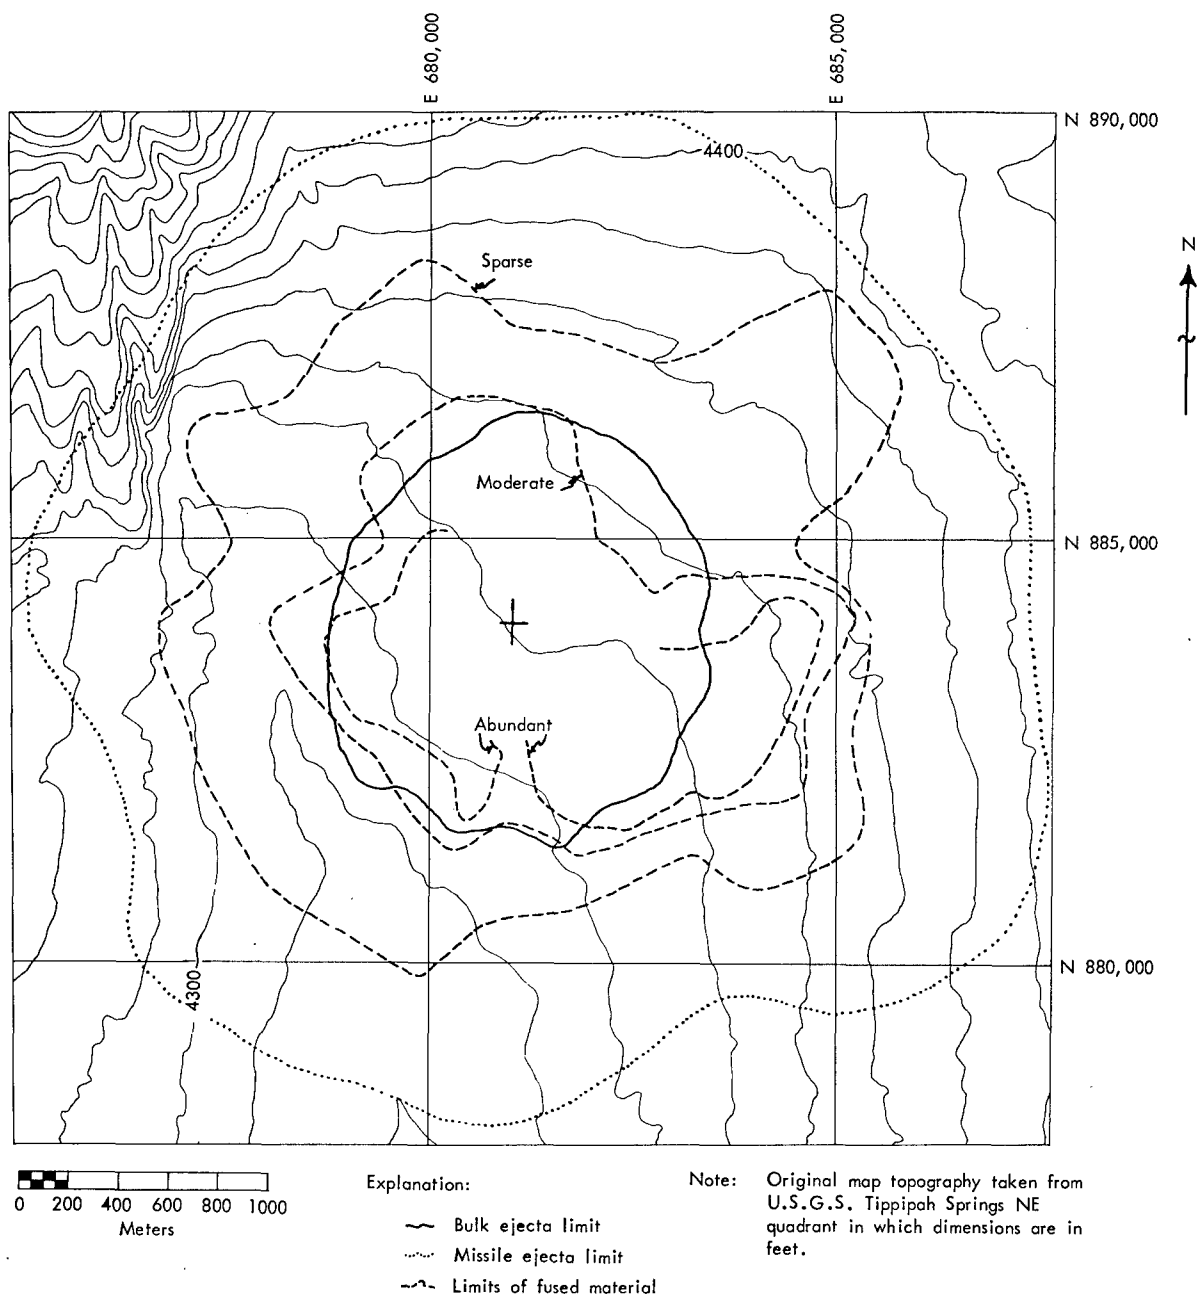 E 680,000
E 685,000
N 890,000
4400
N
Sparse
Moderate
N 885,000
Abundant
N 880,000
4300
0 200 400 600 800 1000
Meters
Explanation:
Bulk ejecta limit
Missile ejecta limit
Limits of fused material
Note: Original map topography taken from
U.S.G.S. Tippipah Springs NE
quadrant in which dimensions are in
feet.